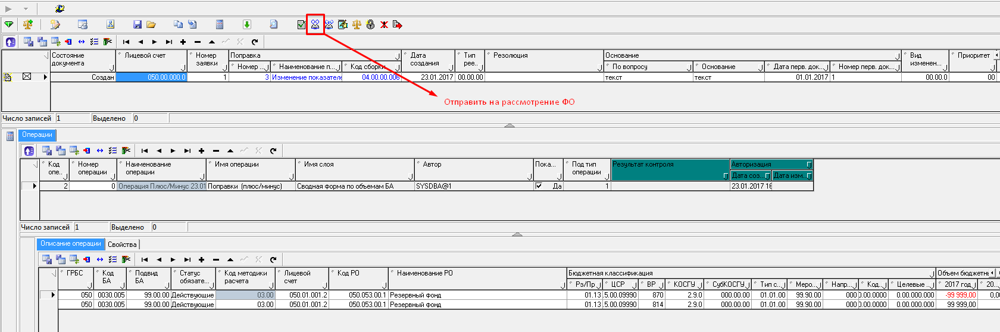 Состояние документа Лицевой счет Номер заявки Поправка Дата создания Тип рее.. Резолюция Основание Вид изменен... Приоритет
Номер ... Наименование п... Код сборки По вопросу Основание Дата перв. док... Номер перв. док...
Создан 050.00.000.0 1 3 Изменение показател 04.00.00.006 23.01.2017 00.00.00 текст текст 01.01.2017 1 00.00.0 00
Отправить на рассмотрение ФО
Число записей 1 Выделено 0
Операции
Код опе.. Номер операции Наименование операции Имя операции Имя слоя Автор Пока... Под тип операции Результат контроля Авторизация
Дата соз... Дата изм...
2 0 Операция Плюс/Минус 23.01 Поправки (плюс/минус) Сводная форма по объемам БА SYSDBA@1 Да 1 23.01.2017 16
Число записей 1 Выделено 0
Описание операции Свойства
ГРБС Код БА Подвид БА Статус обязате... Код методики расчета Лицевой счет Код РО Наименование РО Бюджетная классификация Объем бюджетны
Рз/Пр ЦСР ВР КОСГУ СубКОСГУ Тип с... Меро... Напр... Код... Целевые ... 2017 год 20...
050 0030.005 99.00.00 Действующие 03.00 050.01.001.2 050.053.00.1 Резервный фонд 01.13 5.00.09990 870 2.9.0 000.00.00 01.01.00 99.90.00 000 0.00.0000 0.00.000.000 -99 999,00 0,00
050 0030.005 99.00.00 Действующие 03.00 050.01.001.2 050.053.00.1 Резервный фонд 01.13 5.00.09990 814 2.9.0 000.00.00 01.01.00 99.90.00 000 0.00.0000 0.00.000.000 99 999,00